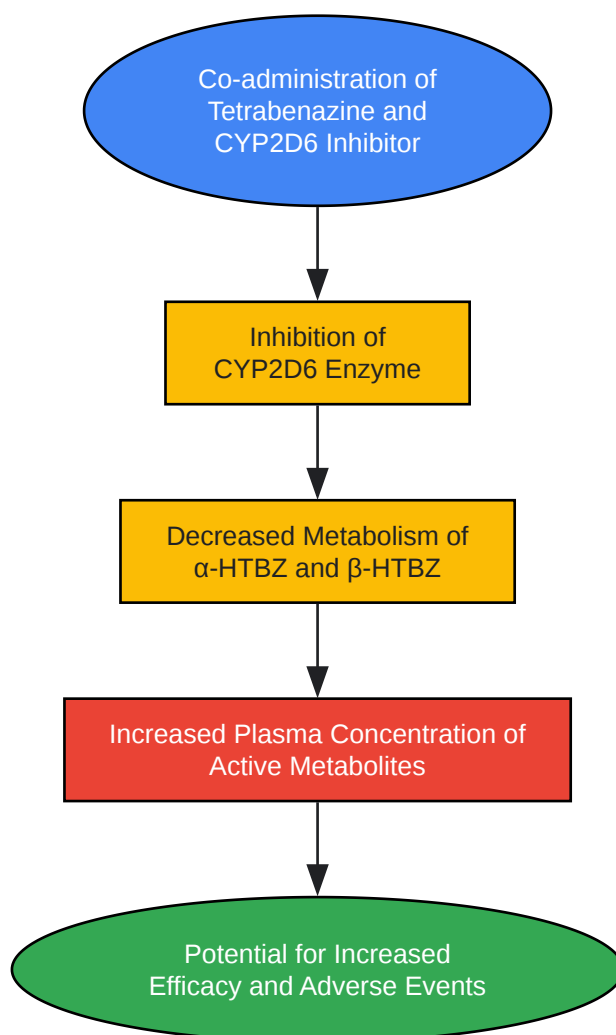 Co-administration of
Tetrabenazine and
CYP2D6 Inhibitor
Inhibition of
CYP2D6 Enzyme
Decreased Metabolism of
α-HTBZ and β-HTBZ
Increased Plasma Concentration of
Active Metabolites
Potential for Increased
Efficacy and Adverse Events